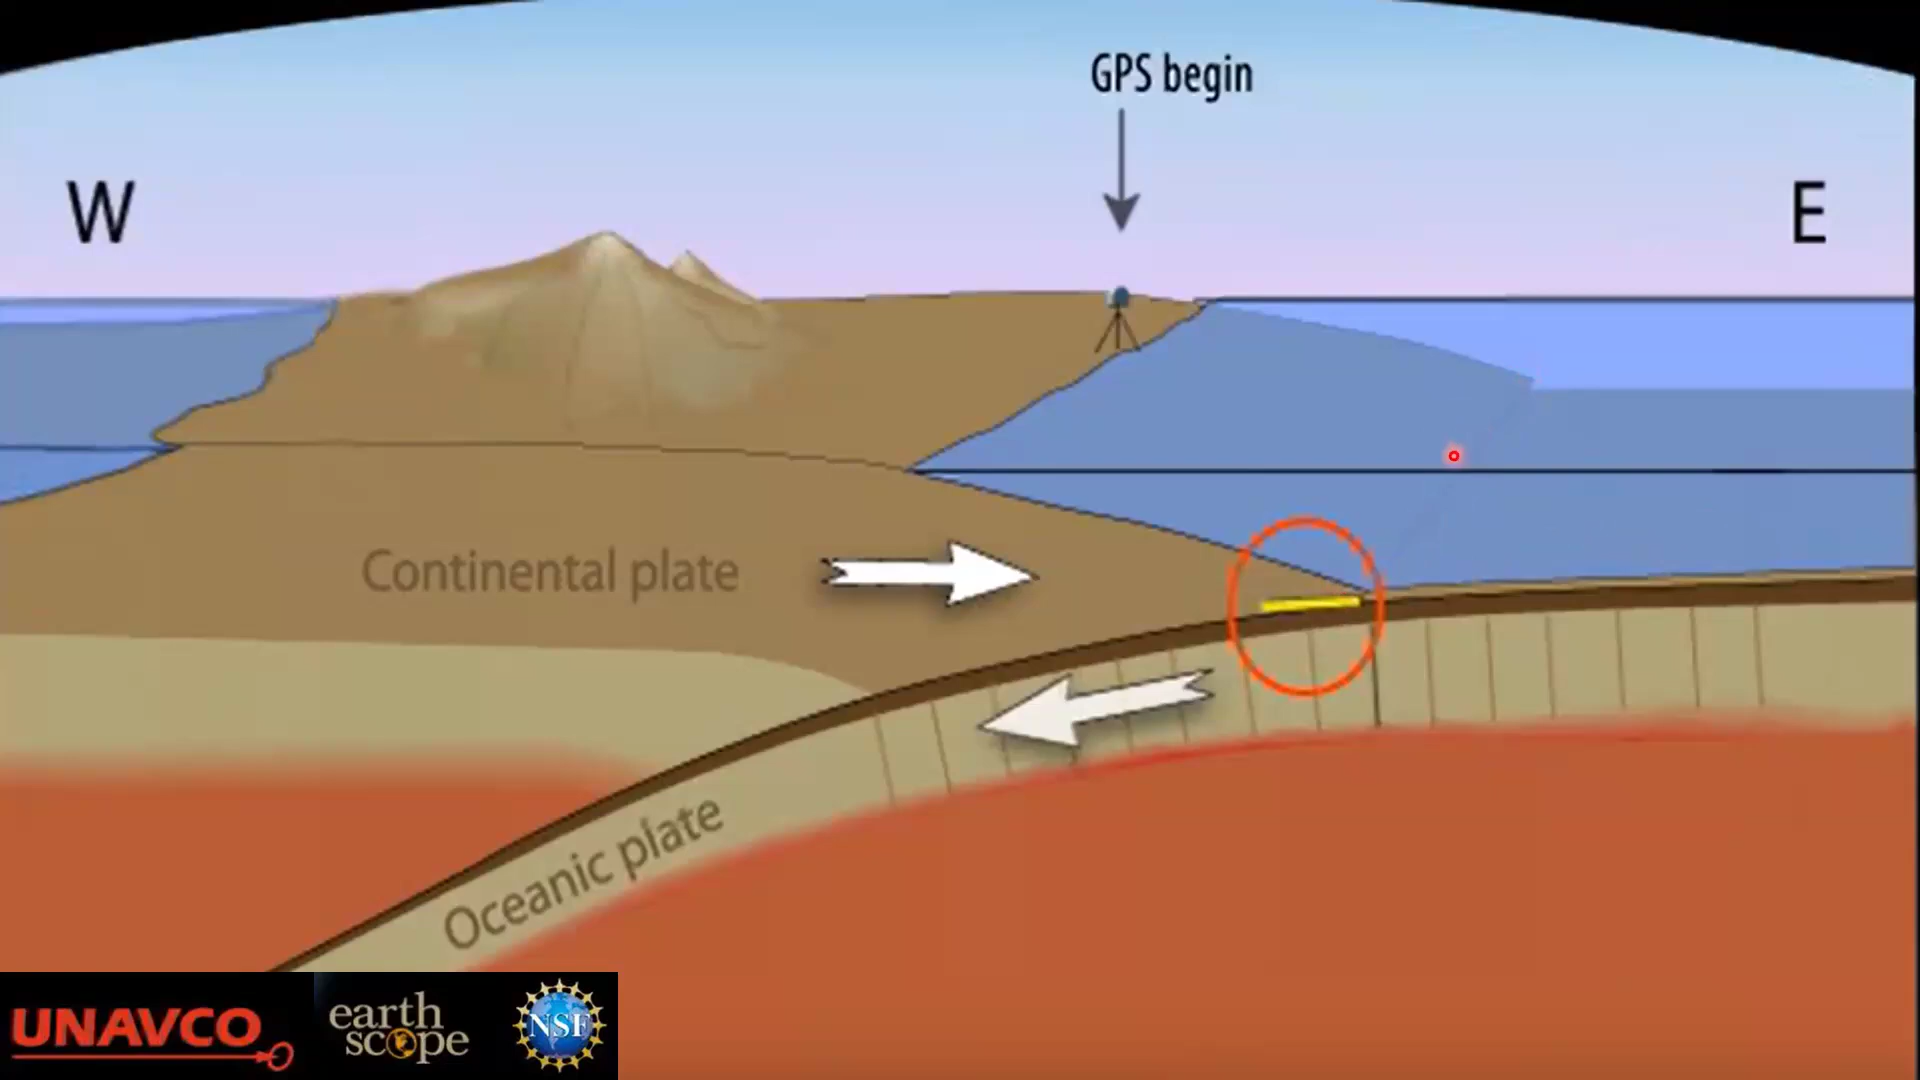 GPS begin
W
E
Continental plate
Oceanic plate
UNAVCO
earth
scope
NSF